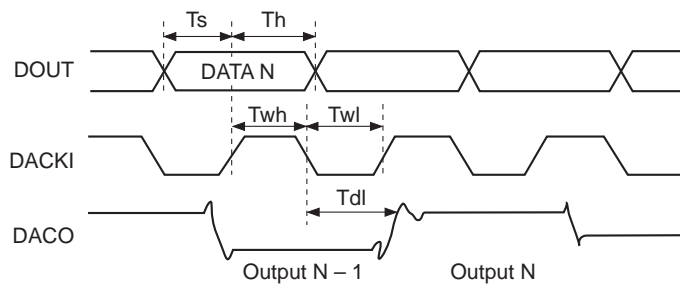 Ts Th
DOUT DATA N
Twh Twl
DACKI
Tdl
DACO
Output N – 1 Output N